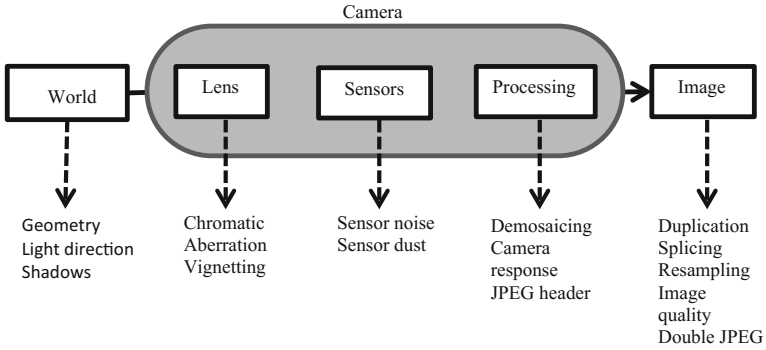 Camera
World
Lens
Sensors
Processing
Image
Geometry
Light direction
Shadows
Chromatic
Aberration
Vignetting
Sensor noise
Sensor dust
Demosaicing
Camera
response
JPEG header
Duplication
Splicing
Resampling
Image
quality
Double JPEG